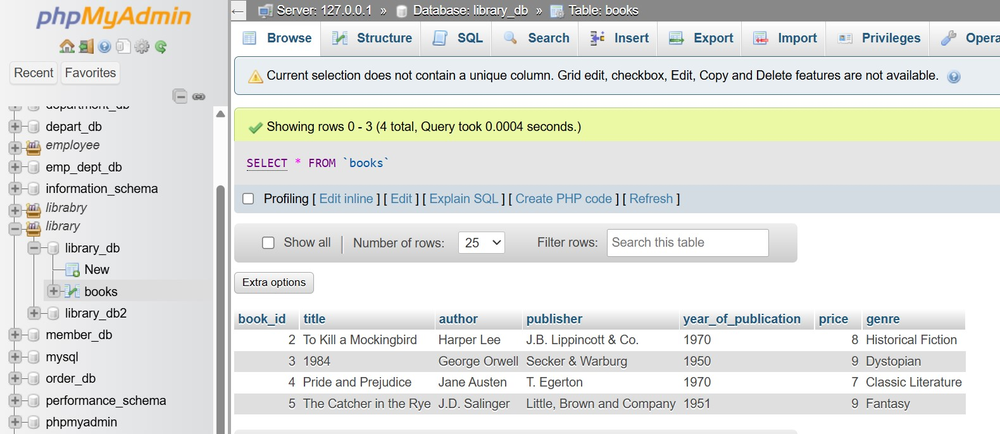 phpMyAdmin
Recent Favorites
department_db
depart_db
employee
emp_dept_db
information_schema
librabry
library
library_db
New
books
library_db2
member_db
mysql
order_db
performance_schema
phpmyadmin
← Server: 127.0.0.1 » Database: library_db » Table: books
Browse Structure SQL Search Insert Export Import Privileges Opera
Current selection does not contain a unique column. Grid edit, checkbox, Edit, Copy and Delete features are not available.
Showing rows 0 - 3 (4 total, Query took 0.0004 seconds.)
SELECT * FROM `books`
Profiling [ Edit inline ] [ Edit ] [ Explain SQL ] [ Create PHP code ] [ Refresh ]
Show all | Number of rows: 25 Filter rows: Search this table
Extra options
book_id title author publisher year_of_publication price genre
2 To Kill a Mockingbird Harper Lee J.B. Lippincott & Co. 1970 8 Historical Fiction
3 1984 George Orwell Secker & Warburg 1950 9 Dystopian
4 Pride and Prejudice Jane Austen T. Egerton 1970 7 Classic Literature
5 The Catcher in the Rye J.D. Salinger Little, Brown and Company 1951 9 Fantasy